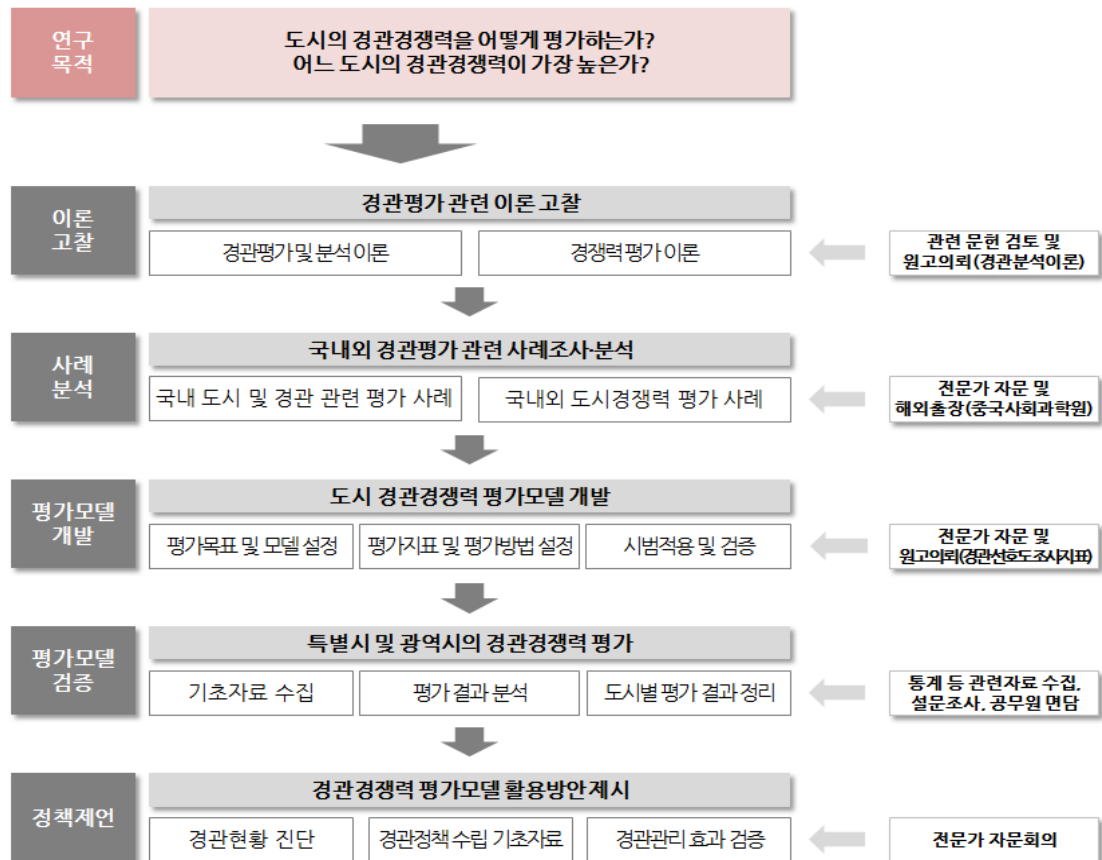 연구
목적
도시의 경관경쟁력을 어떻게 평가하는가?
어느 도시의 경관경쟁력이 가장 높은가?
이론
고찰
경관평가 관련 이론 고찰
경관평가 및 분석 이론
경쟁력 평가 이론
관련 문헌 검토 및
원고의뢰(경관분석이론)
사례
분석
국내외 경관평가 관련 사례조사·분석
국내 도시 및 경관 관련 평가 사례
국내외 도시경쟁력 평가 사례
전문가 자문 및
해외출장(중국사회과학원)
평가모델
개발
도시 경관경쟁력 평가모델 개발
평가목표 및 모델 설정
평가지표 및 평가방법 설정
시범적용 및 검증
전문가 자문 및
원고의뢰(경관선호도조사지표)
평가모델
검증
특별시 및 광역시의 경관경쟁력 평가
기초자료 수집
평가 결과 분석
도시별 평가 결과 정리
통계 등 관련자료 수집,
설문조사, 공무원 면담
정책제언
경관경쟁력 평가모델 활용방안 제시
경관현황 진단
경관정책 수립 기초자료
경관관리 효과 검증
전문가 자문회의